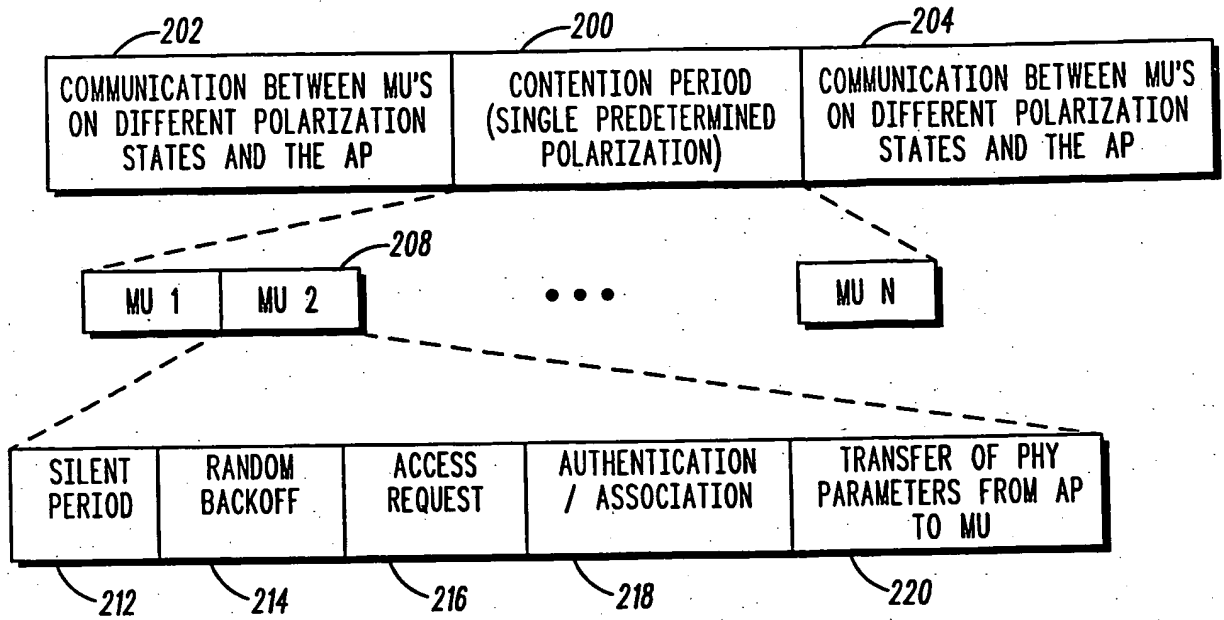 202
200
204
COMMUNICATION BETWEEN MU'S
ON DIFFERENT POLARIZATION
STATES AND THE AP
CONTENTION PERIOD
(SINGLE PREDETERMINED
POLARIZATION)
COMMUNICATION BETWEEN MU'S
ON DIFFERENT POLARIZATION
STATES AND THE AP
208
MU 1
MU 2
MU N
SILENT
PERIOD
RANDOM
BACKOFF
ACCESS
REQUEST
AUTHENTICATION
/ ASSOCIATION
TRANSFER OF PHY
PARAMETERS FROM AP
TO MU
212
214
216
218
220